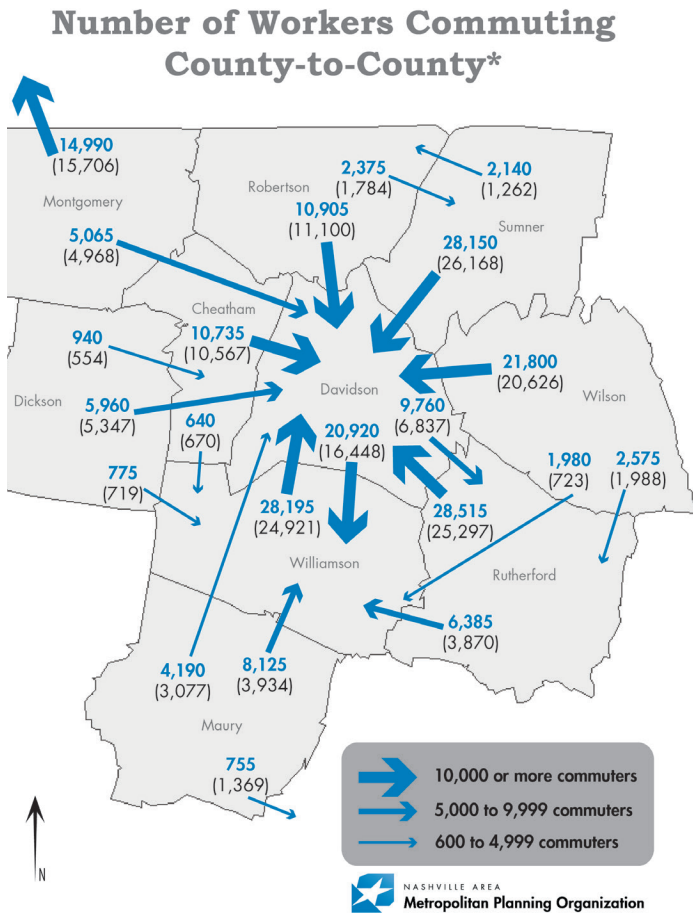 Number of Workers Commuting
County-to-County*
14,990
(15,706)
Montgomery
5,065
(4,968)
Robertson
2,375
(1,784)
2,140
(1,262)
10,905
(11,100)
Sumner
28,150
(26,168)
Cheatham
10,735
(10,567)
940
(554)
Dickson
5,960
(5,347)
640
(670)
775
(719)
Davidson
9,760
(6,837)
20,920
(16,448)
21,800
(20,626)
Wilson
1,980
(723)
2,575
(1,988)
28,195
(24,921)
28,515
(25,297)
Williamson
Rutherford
6,385
(3,870)
4,190
(3,077)
8,125
(3,934)
Maury
755
(1,369)
10,000 or more commuters
5,000 to 9,999 commuters
600 to 4,999 commuters
N
NASHVILLE AREA
Metropolitan Planning Organization